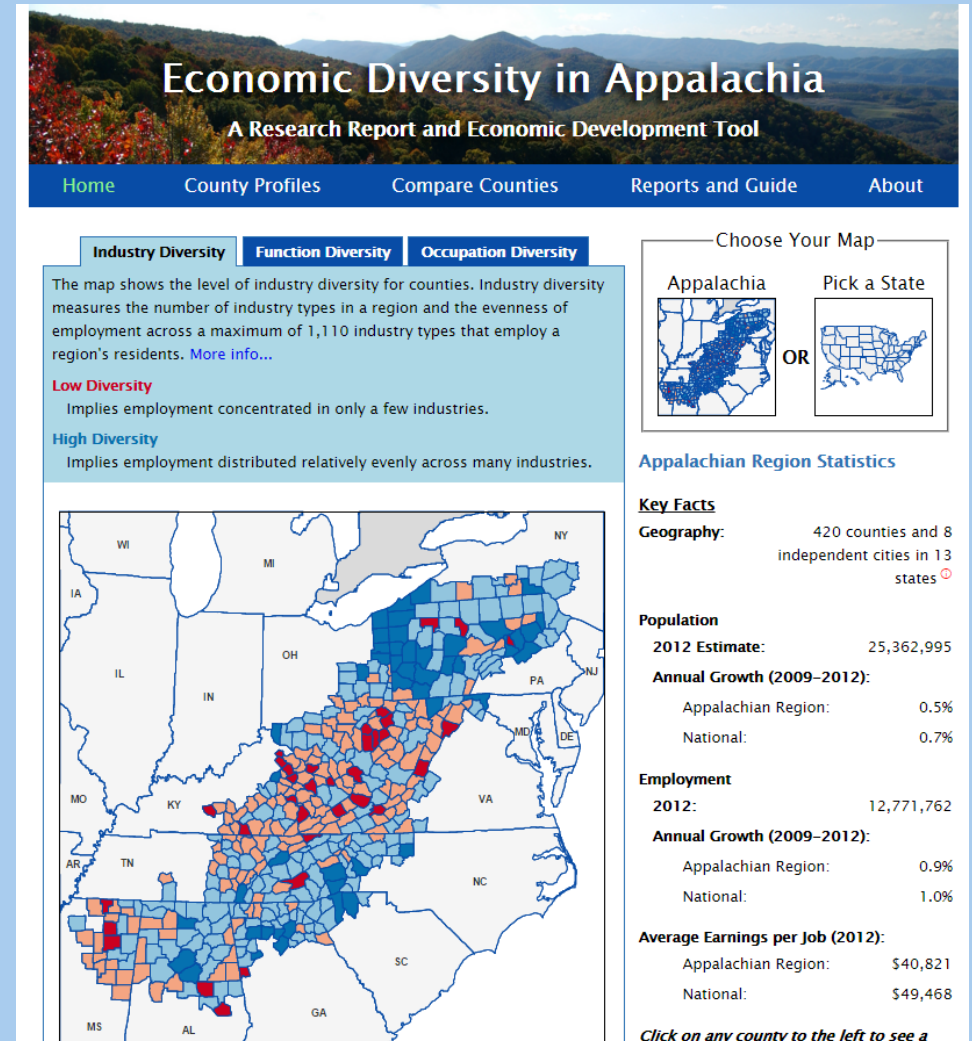 Economic Diversity in Appalachia
A Research Report and Economic Development Tool
Home County Profiles Compare Counties Reports and Guide About
Industry Diversity Function Diversity Occupation Diversity
The map shows the level of industry diversity for counties. Industry diversity
measures the number of industry types in a region and the evenness of
employment across a maximum of 1,110 industry types that employ a
region's residents. More info...
Low Diversity
Implies employment concentrated in only a few industries.
High Diversity
Implies employment distributed relatively evenly across many industries.
WI
NY
MI
IA
OH
IL
IN
PA
NJ
MD
DE
MO
KY
VA
AR
TN
NC
SC
GA
MS
AL
Choose Your Map
Appalachia Pick a State
OR
Appalachian Region Statistics
Key Facts
Geography: 420 counties and 8
independent cities in 13
states
Population
2012 Estimate: 25,362,995
Annual Growth (2009-2012):
Appalachian Region: 0.5%
National: 0.7%
Employment
2012: 12,771,762
Annual Growth (2009-2012):
Appalachian Region: 0.9%
National: 1.0%
Average Earnings per Job (2012):
Appalachian Region: $40,821
National: $49,468
Click on any county to the left to see a